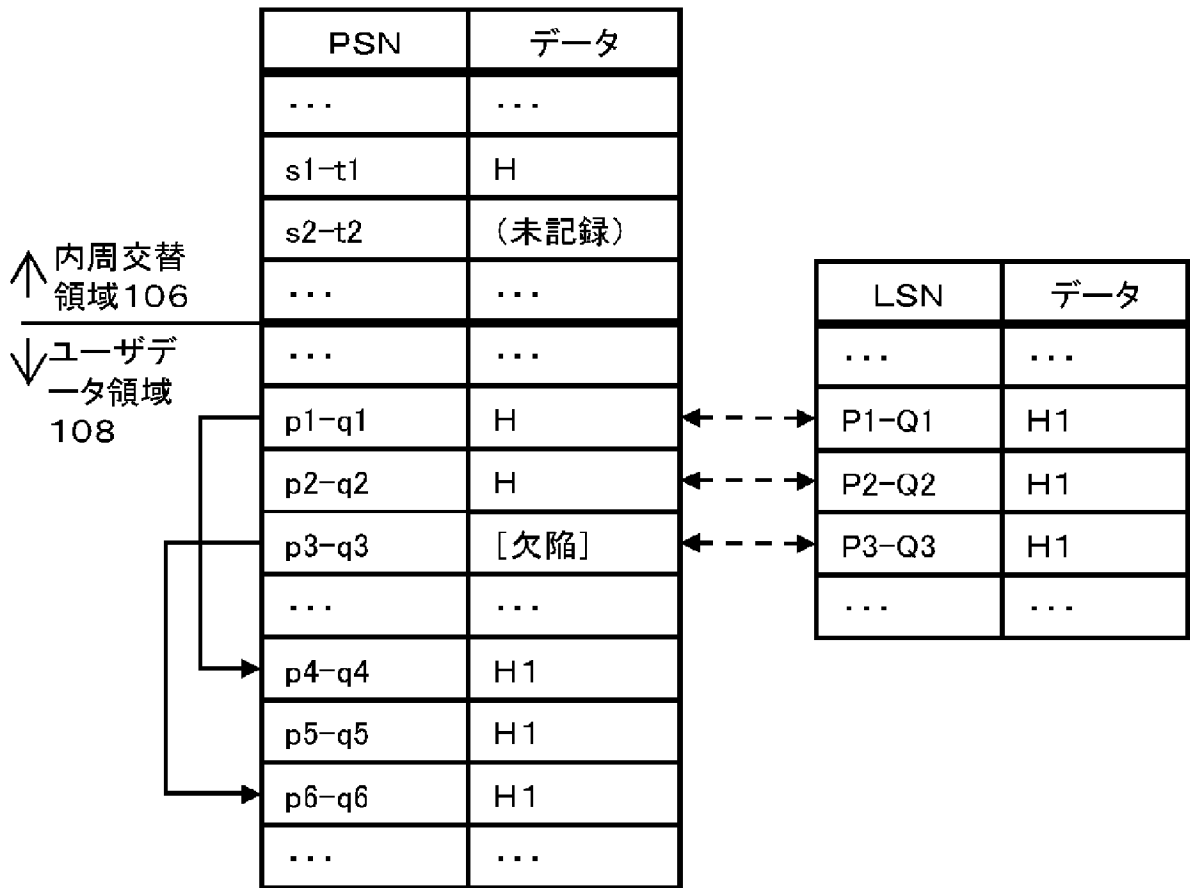 PSN データ
・・・ ・・・
s1-t1 H
s2-t2 (未記録)
・・・ ・・・
内周交替
領域106
ユーザデ
ータ領域
108
・・・ ・・・
p1-q1 H
p2-q2 H
p3-q3 [欠陥]
・・・ ・・・
p4-q4 H1
p5-q5 H1
p6-q6 H1
・・・ ・・・
LSN データ
・・・ ・・・
P1-Q1 H1
P2-Q2 H1
P3-Q3 H1
・・・ ・・・